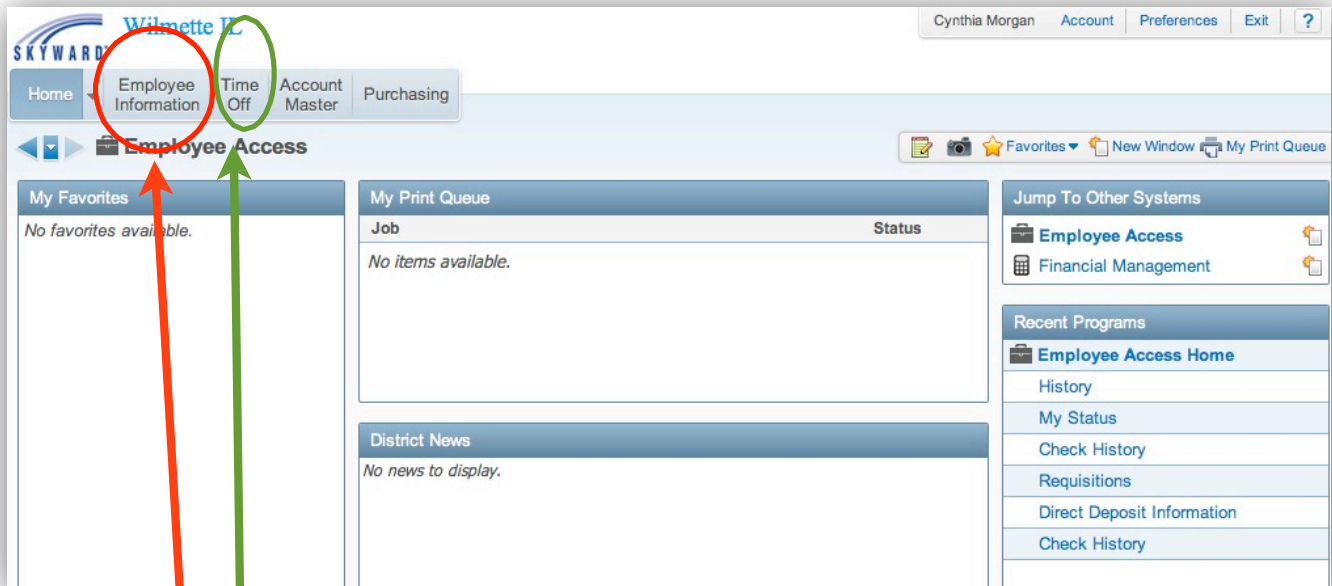 Wilmette IL
SKYWARD
Cynthia Morgan Account Preferences Exit ?
Home
Employee Information
Time Off
Account Master
Purchasing
Employee Access
Favorites New Window My Print Queue
My Favorites
No favorites available.
My Print Queue
Job Status
No items available.
District News
No news to display.
Jump To Other Systems
Employee Access
Financial Management
Recent Programs
Employee Access Home
History
My Status
Check History
Requisitions
Direct Deposit Information
Check History